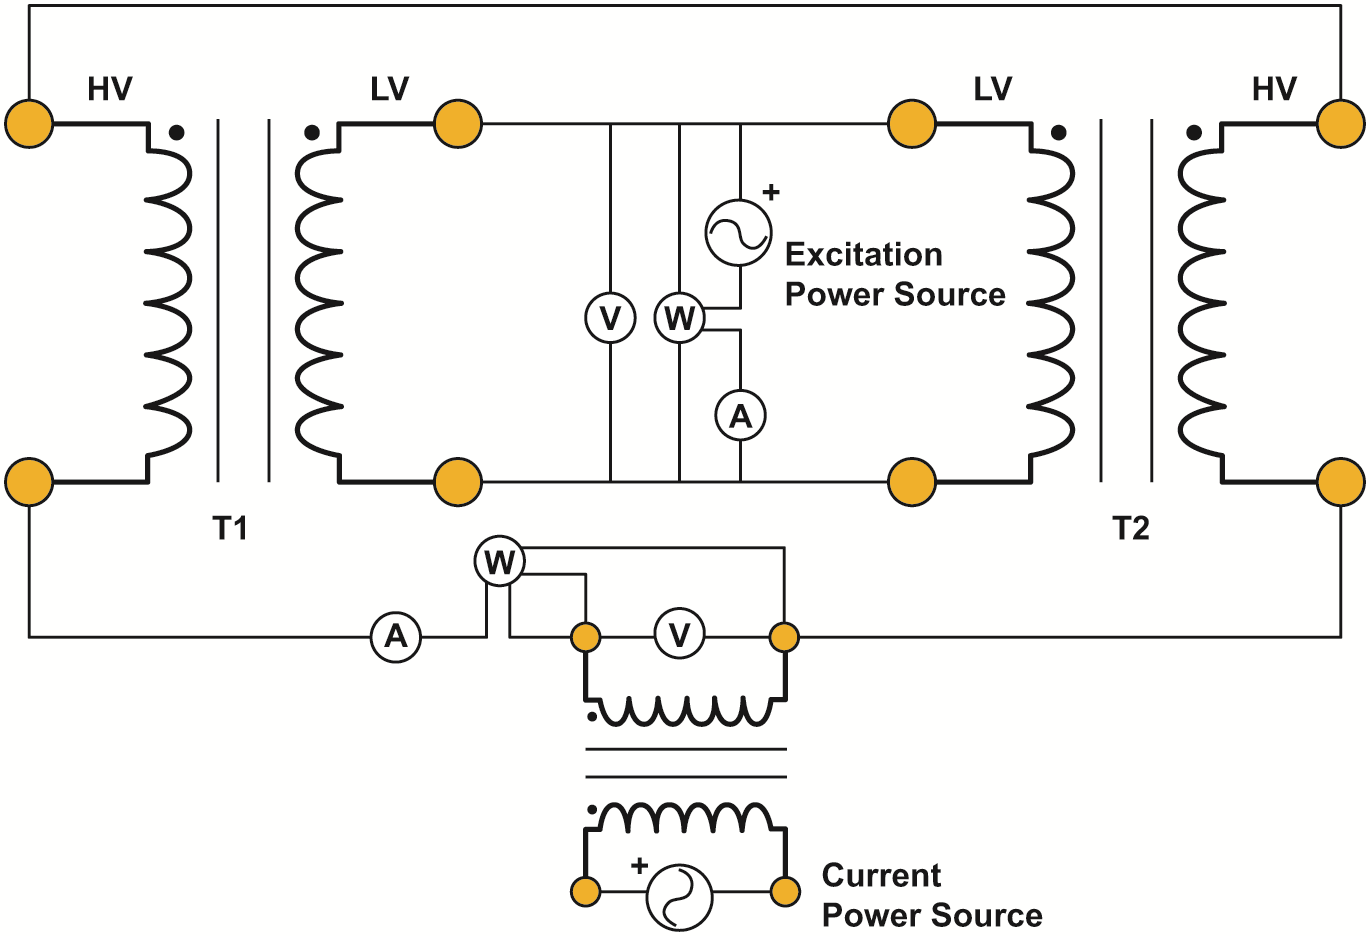 HV
LV
LV
HV
+
Excitation
Power Source
V
W
A
T1
T2
W
A
V
+
Current
Power Source